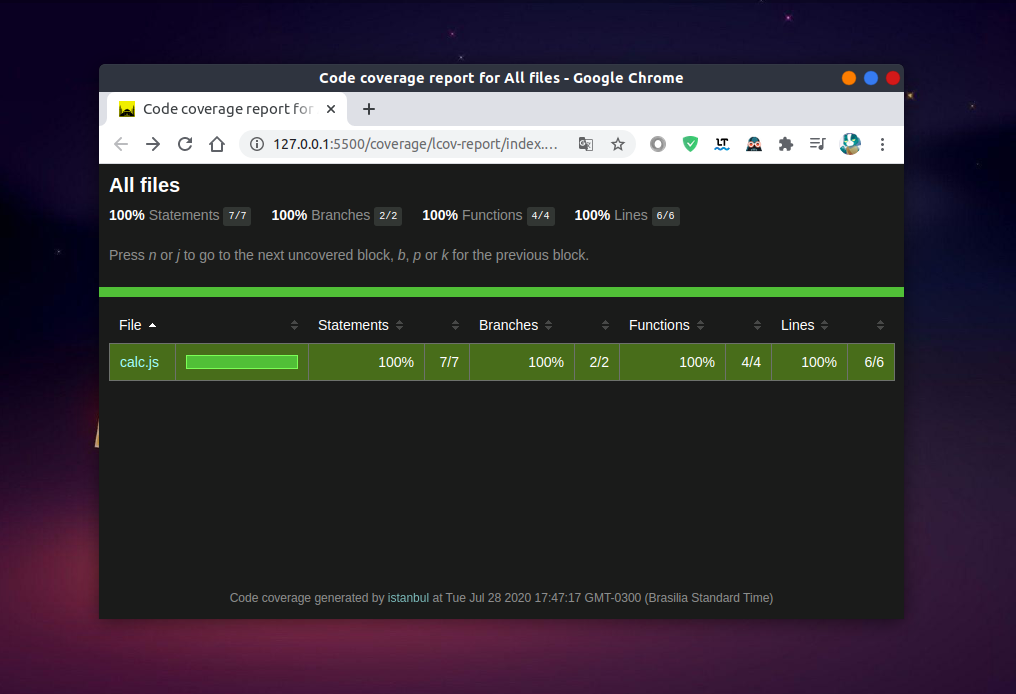 Code coverage report for All files - Google Chrome
Code coverage report for
127.0.0.1:5500/coverage/lcov-report/index....
LT
All files
100% Statements 7/7 100% Branches 2/2 100% Functions 4/4 100% Lines 6/6
Press n or j to go to the next uncovered block, b, p or k for the previous block.
File Statements Branches Functions Lines
calc.js 100% 7/7 100% 2/2 100% 4/4 100% 6/6
Code coverage generated by istanbul at Tue Jul 28 2020 17:47:17 GMT-0300 (Brasilia Standard Time)